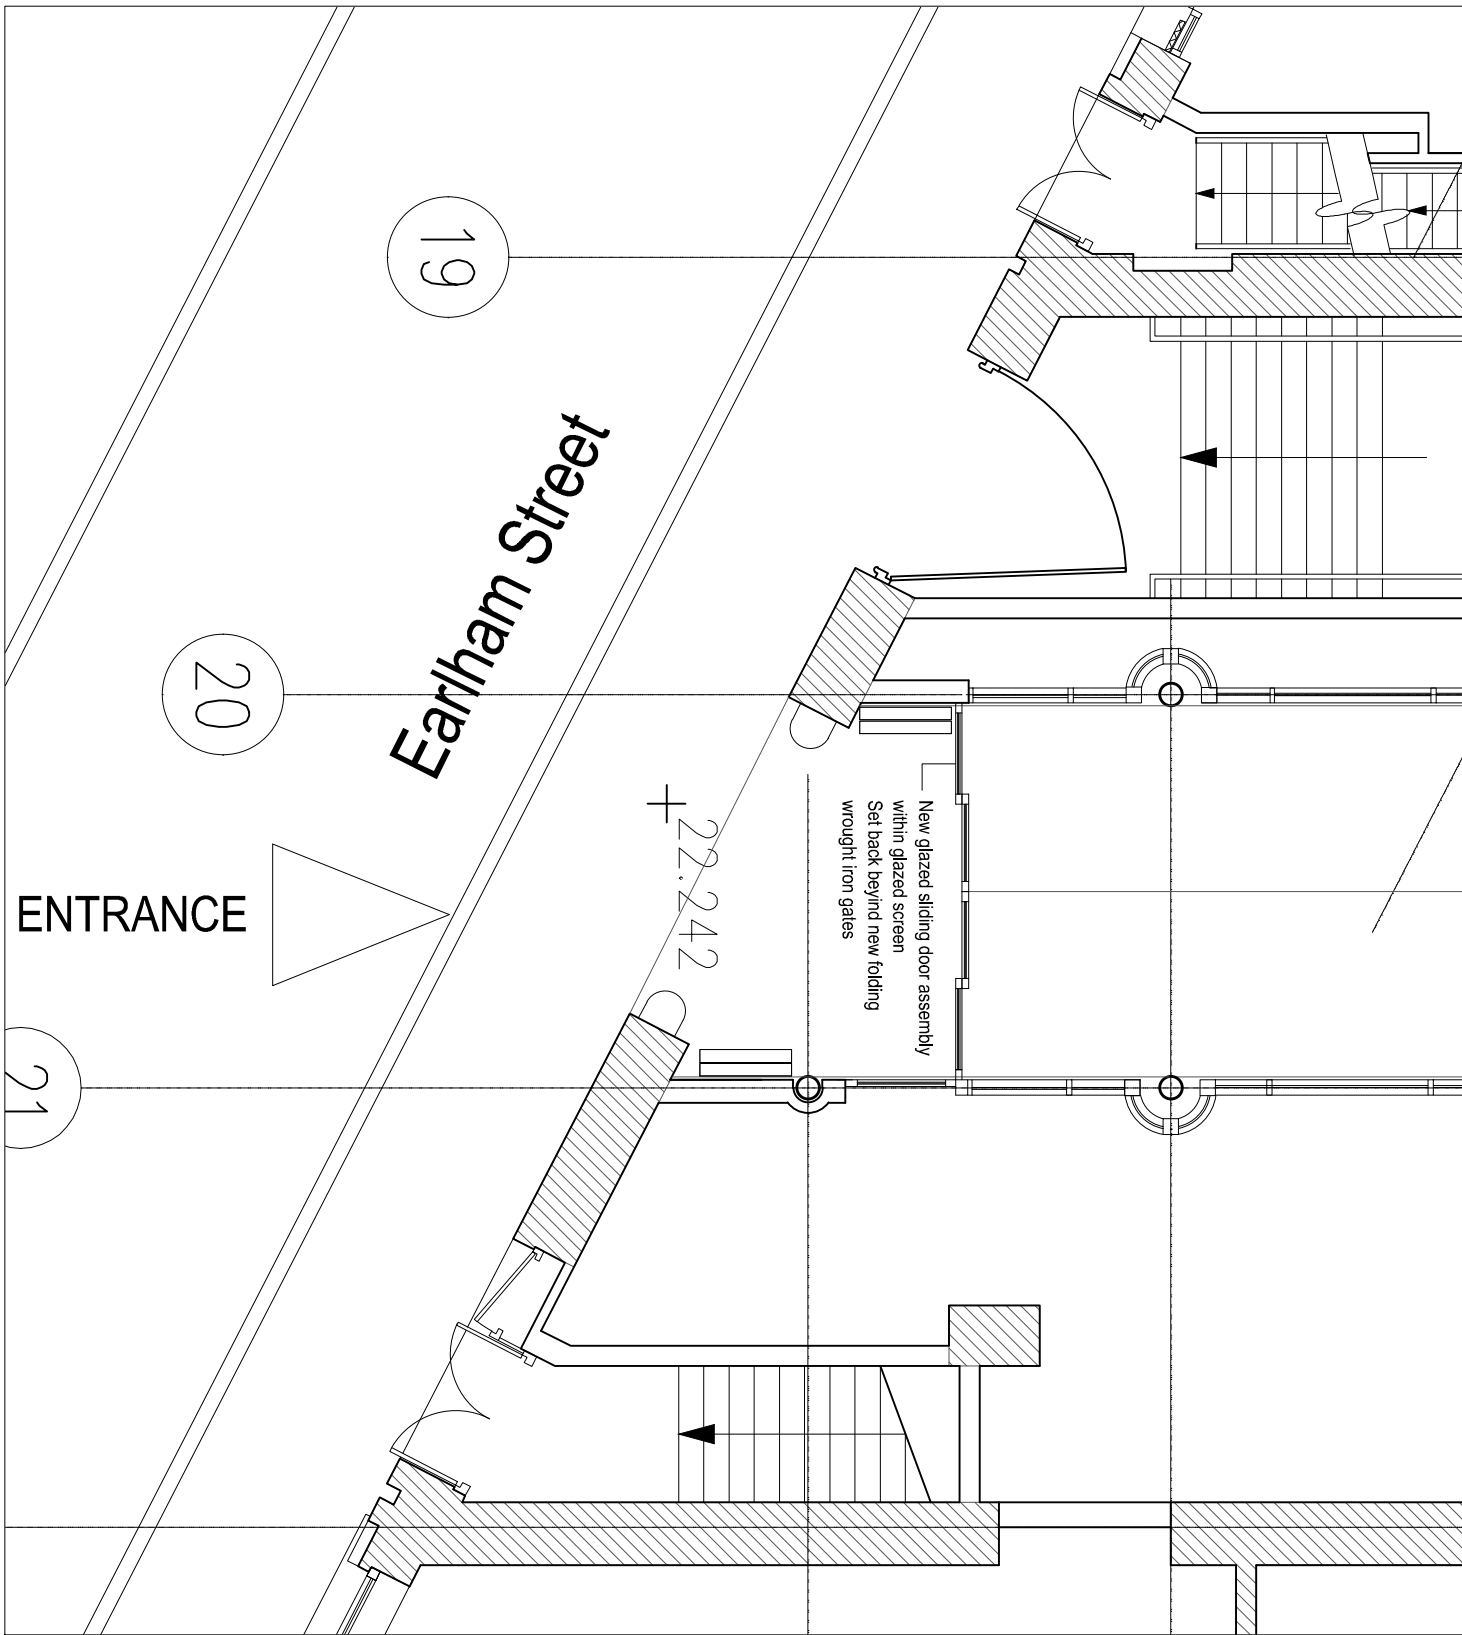 19
Earlham Street
20
22.242
New glazed sliding door assembly
within glazed screen
Set back beyind new folding
wrought iron gates
ENTRANCE
21